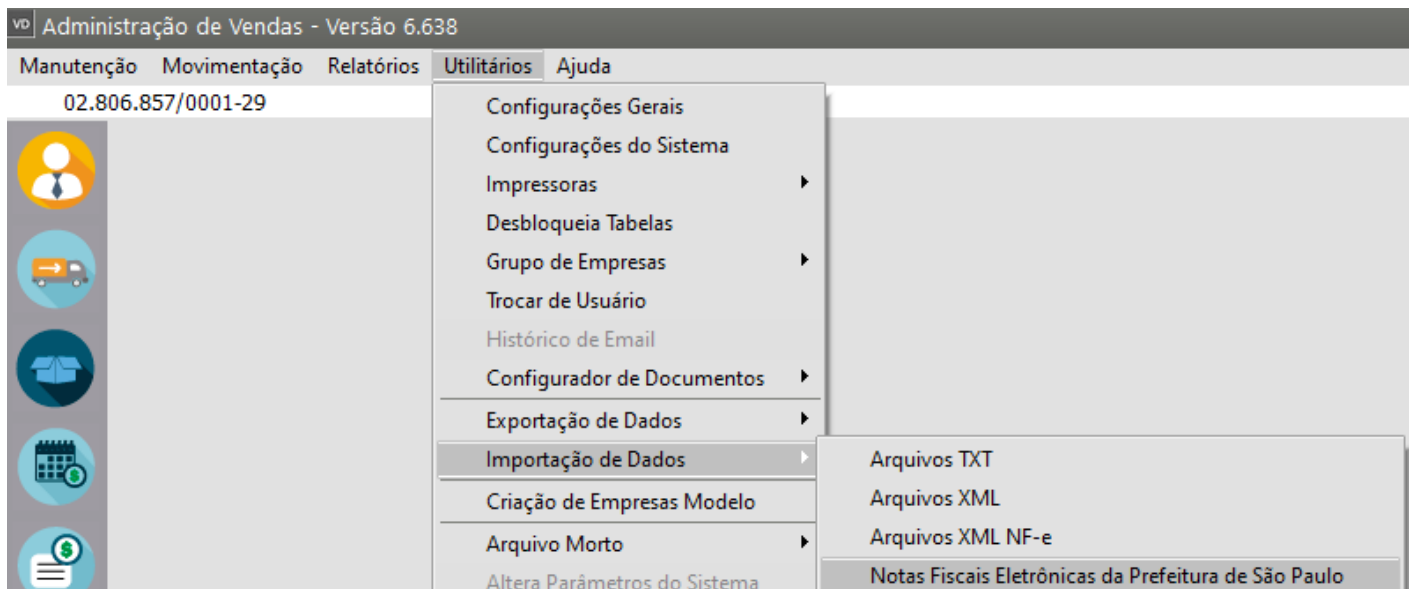 VD Administração de Vendas - Versão 6.638
Manutenção Movimentação Relatórios Utilitários Ajuda
02.806.857/0001-29
Configurações Gerais
Configurações do Sistema
Impressoras
Desbloqueia Tabelas
Grupo de Empresas
Trocar de Usuário
Histórico de Email
Configurador de Documentos
Exportação de Dados
Importação de Dados
Criação de Empresas Modelo
Arquivo Morto
Altera Parâmetros do Sistema
Arquivos TXT
Arquivos XML
Arquivos XML NF-e
Notas Fiscais Eletrônicas da Prefeitura de São Paulo
$
$